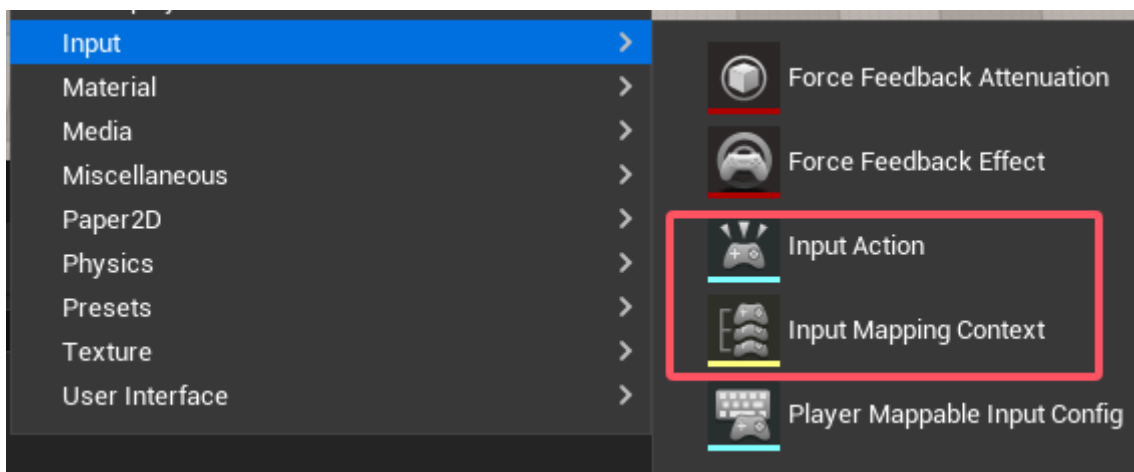 Input
Material
Media
Miscellaneous
Paper2D
Physics
Presets
Texture
User Interface
Force Feedback Attenuation
Force Feedback Effect
Input Action
Input Mapping Context
Player Mappable Input Config